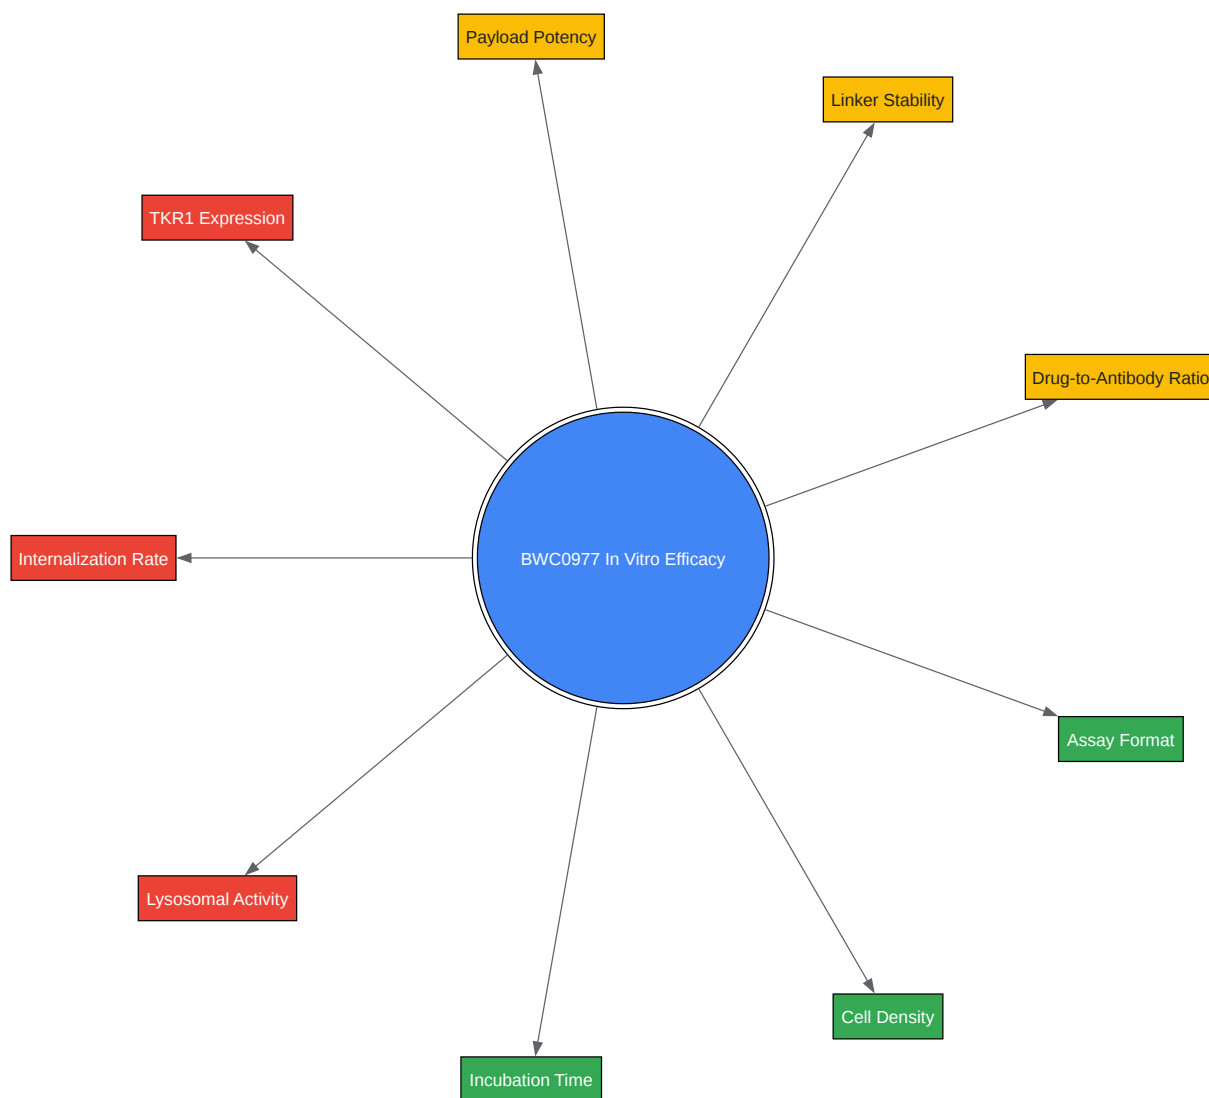 Payload Potency
Linker Stability
TKR1 Expression
Drug-to-Antibody Ratio
Internalization Rate
BWC0977 In Vitro Efficacy
Assay Format
Lysosomal Activity
Cell Density
Incubation Time